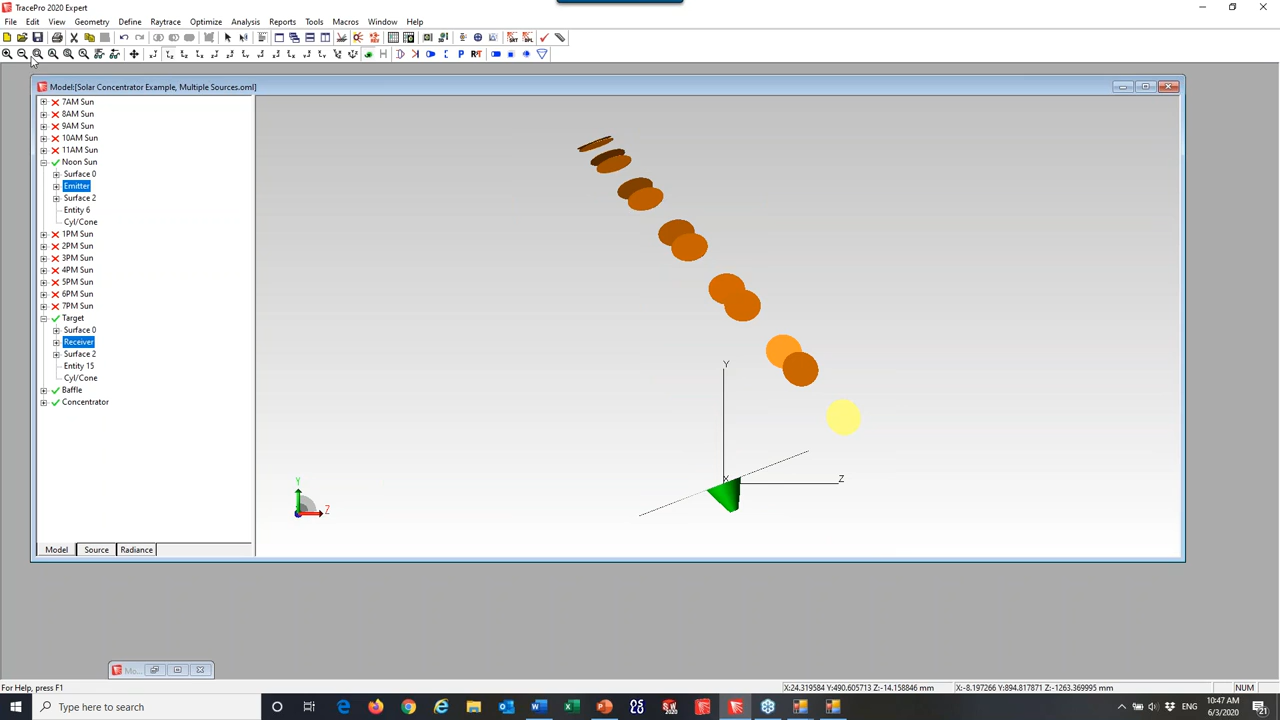 TracePro 2020 Expert
File Edit View Geometry Define Raytrace Optimize Analysis Reports Tools Macros Window Help
Model:[Solar Concentrator Example, Multiple Sources.oml]
7AM Sun
8AM Sun
9AM Sun
10AM Sun
11AM Sun
Noon Sun
Surface 0
Emitter
Surface 2
Entity 6
Cyl/Cone
1PM Sun
2PM Sun
3PM Sun
4PM Sun
5PM Sun
6PM Sun
7PM Sun
Target
Surface 0
Receiver
Surface 2
Entity 15
Cyl/Cone
Baffle
Concentrator
Y
X
Z
Y
Z
Model Source Radiance
Mo...
For Help, press F1
X:24.319584 Y:490.605713 Z:-14.158846 mm
X:-8.197266 Y:894.817871 Z:-1263.369995 mm
NUM
Type here to search
ENG
10:47 AM
6/3/2020